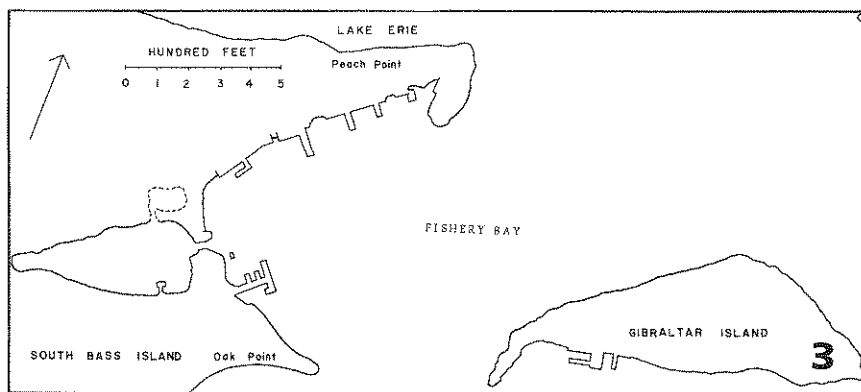 LAKE ERIE
HUNDRED FEET
Peach Point
0 1 2 3 4 5
FISHERY BAY
GIBRALTAR ISLAND
3
SOUTH BASS ISLAND Oak Point